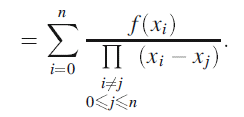 = \sum_{i=0}^{n} \frac{f(x_i)}{\prod_{\substack{i \neq j \\ 0 \leqslant j \leqslant n}} (x_i - x_j)}.